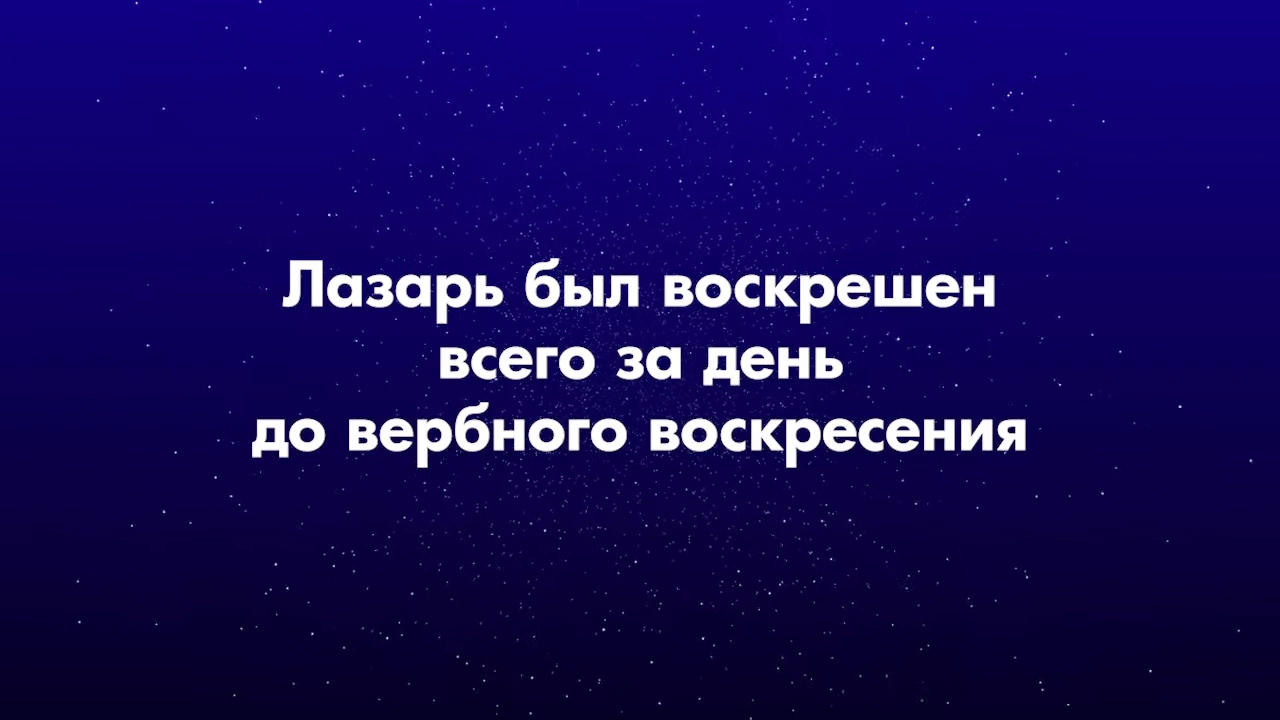 Лазарь был воскрешен
всего за день
до вербного воскресения